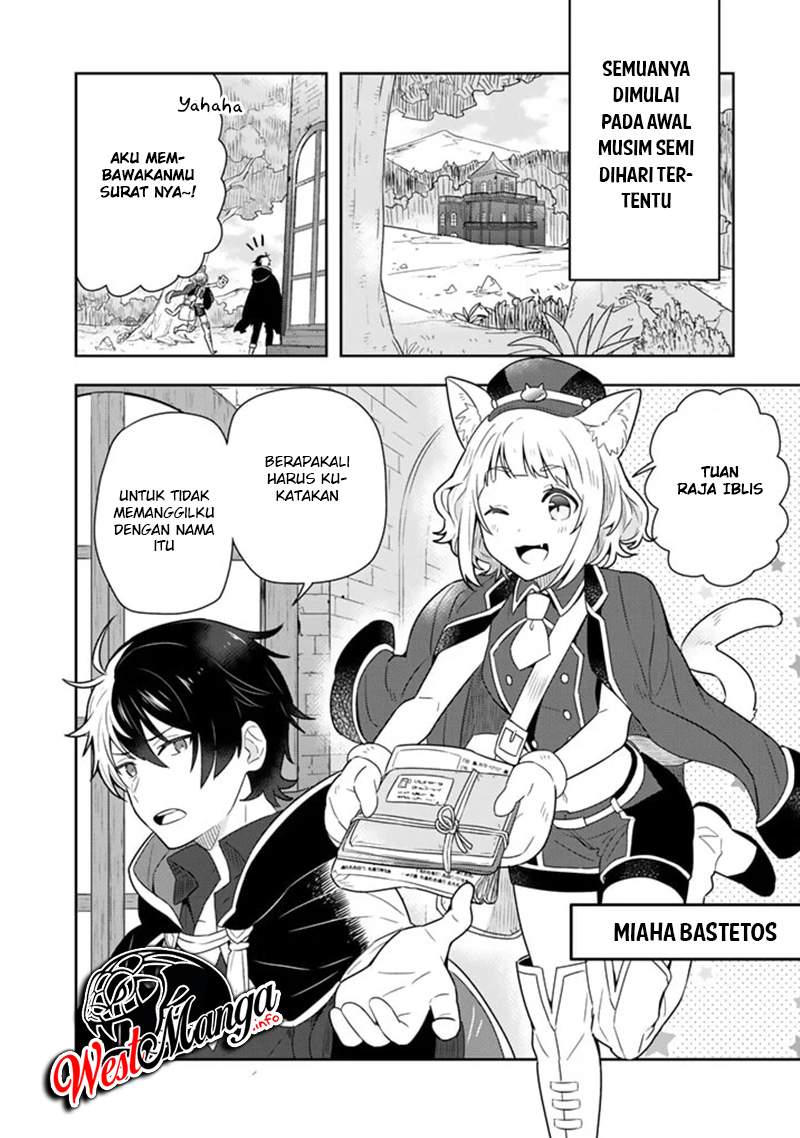 SEMUANYA
DIMULAI
PADA AWAL
MUSIM SEMI
DIHARI TER-
TENTU
Yahaha
AKU MEM-
BAWAKANMU
SURAT NYA~!
TUAN
RAJA IBLIS
BERAPAKALI
HARUS KU-
KATAKAN
UNTUK TIDAK
MEMANGGILKU
DENGAN NAMA
ITU
MIAHA BASTETOS
WestManga
.info